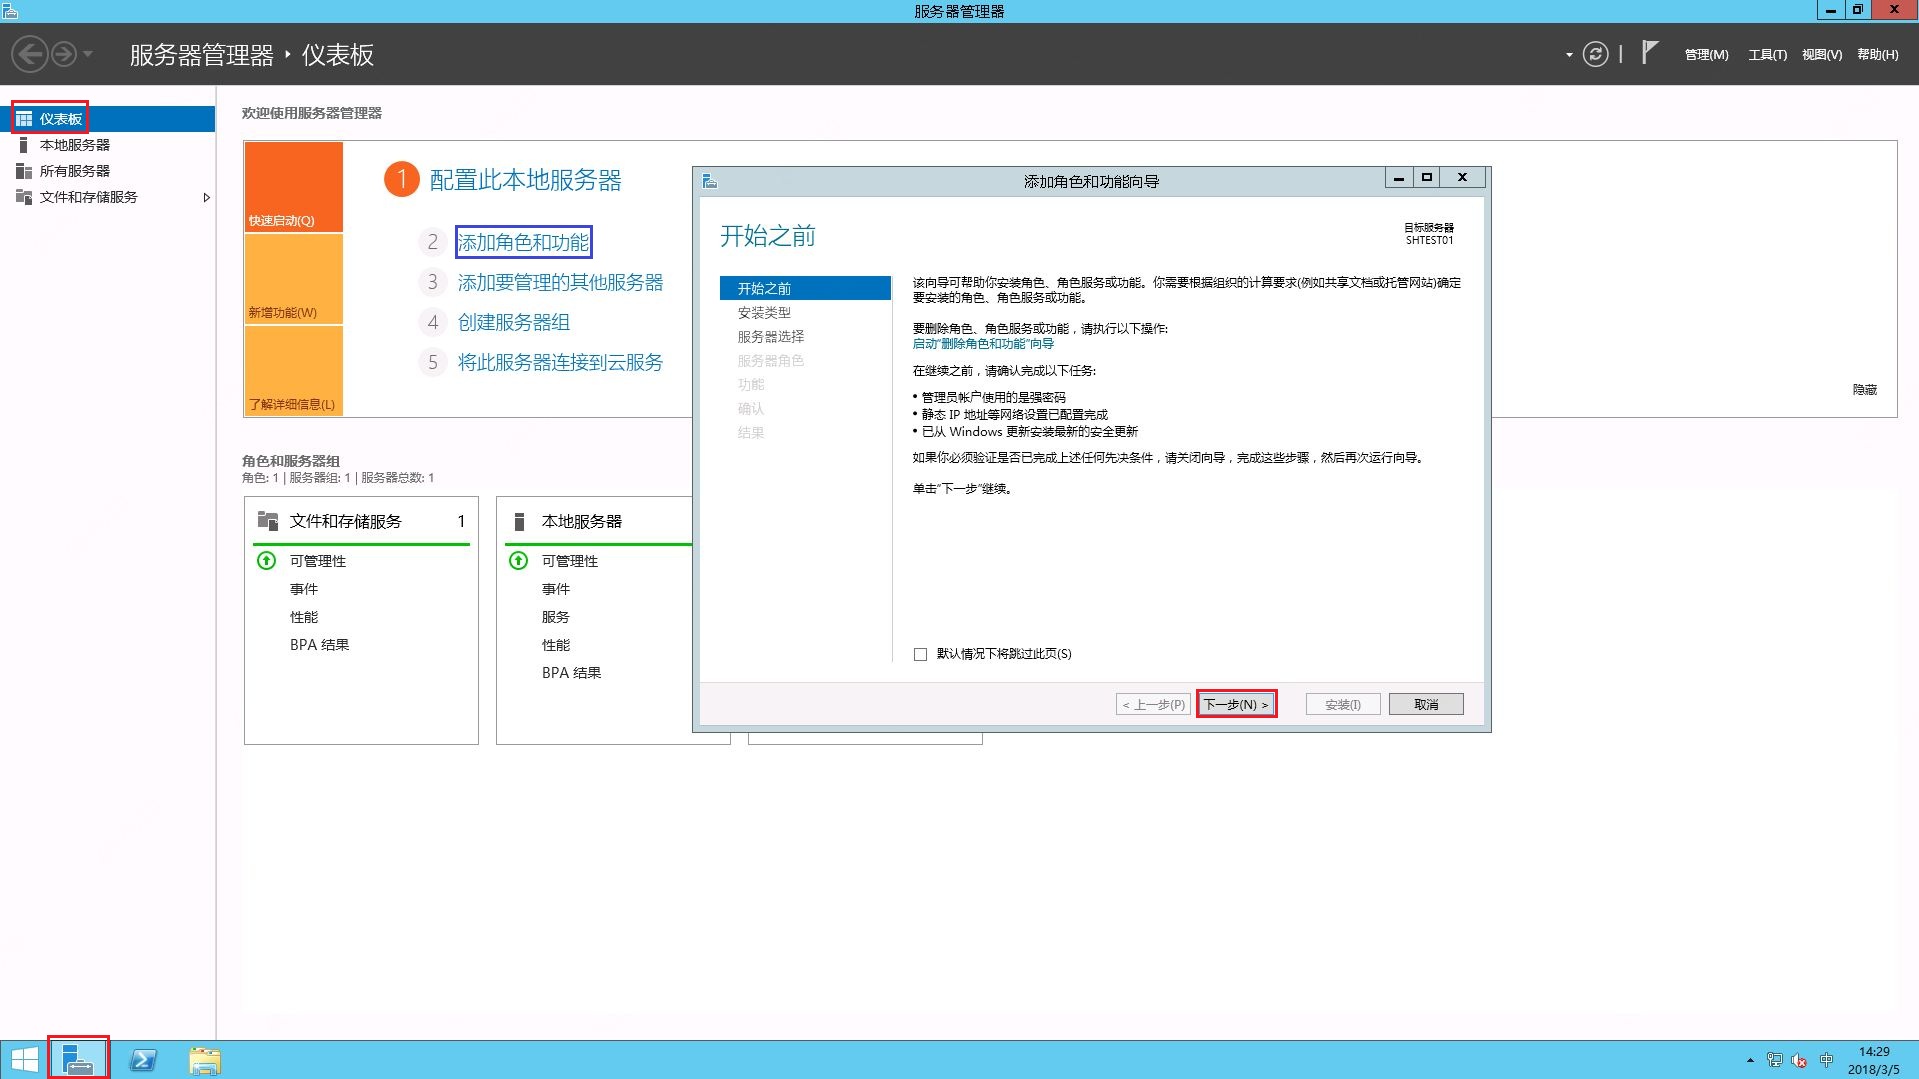 服务器管理器
服务器管理器 ‣ 仪表板
管理(M) 工具(T) 视图(V) 帮助(H)
仪表板
本地服务器
所有服务器
文件和存储服务
欢迎使用服务器管理器
快速启动(Q)
新增功能(W)
了解详细信息(L)
1 配置此本地服务器
2 添加角色和功能
3 添加要管理的其他服务器
4 创建服务器组
5 将此服务器连接到云服务
隐藏
角色和服务器组
角色: 1 | 服务器组: 1 | 服务器总数: 1
文件和存储服务 1
可管理性
事件
性能
BPA 结果
本地服务器
可管理性
事件
服务
性能
BPA 结果
添加角色和功能向导
开始之前
目标服务器
SHTEST01
开始之前
安装类型
服务器选择
服务器角色
功能
确认
结果
该向导可帮助你安装角色、角色服务或功能。你需要根据组织的计算要求(例如共享文档或托管网站)确定
要安装的角色、角色服务或功能。
要删除角色、角色服务或功能，请执行以下操作:
启动“删除角色和功能”向导
在继续之前，请确认完成以下任务:
• 管理员帐户使用的是强密码
• 静态 IP 地址等网络设置已配置完成
• 已从 Windows 更新安装最新的安全更新
如果你必须验证是否已完成上述任何先决条件，请关闭向导，完成这些步骤，然后再次运行向导。
单击“下一步”继续。
默认情况下将跳过此页(S)
< 上一步(P) 下一步(N) > 安装(I) 取消
中
14:29
2018/3/5